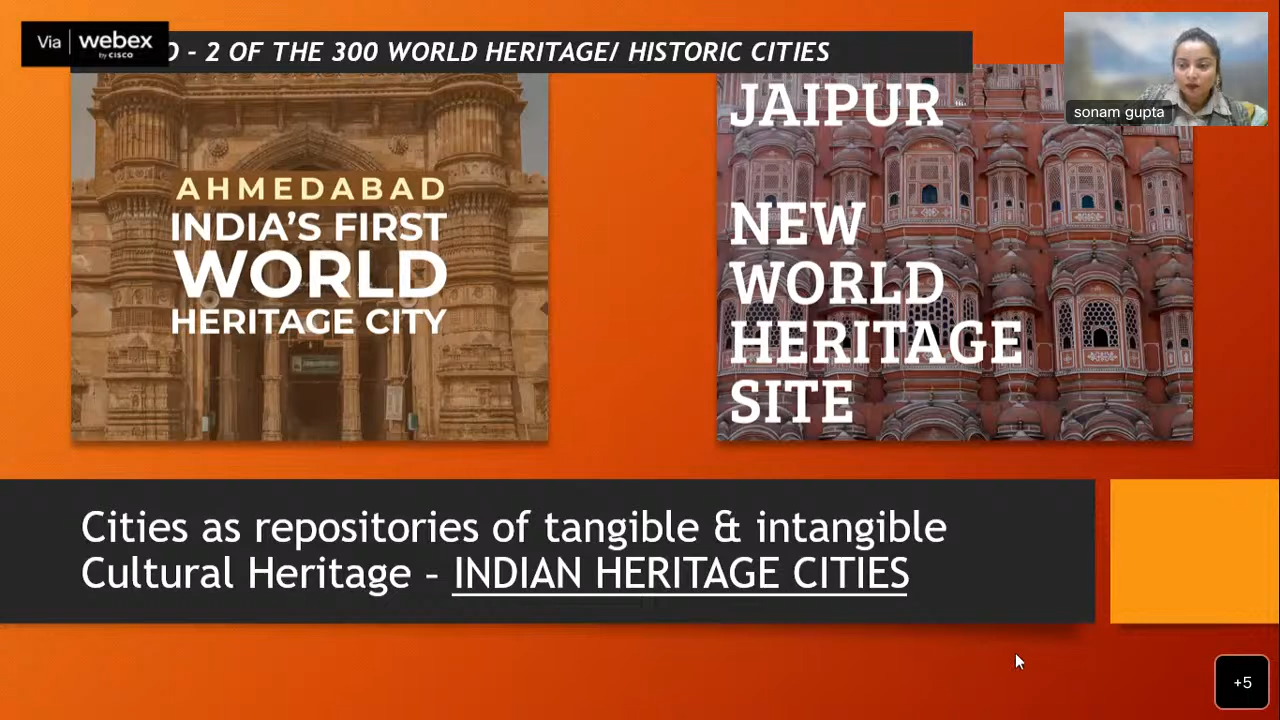 Via webex
by CISCO
- 2 OF THE 300 WORLD HERITAGE/ HISTORIC CITIES
sonam gupta
AHMEDABAD
INDIA'S FIRST
WORLD
HERITAGE CITY
JAIPUR
NEW
WORLD
HERITAGE
SITE
Cities as repositories of tangible & intangible
Cultural Heritage – INDIAN HERITAGE CITIES
+5